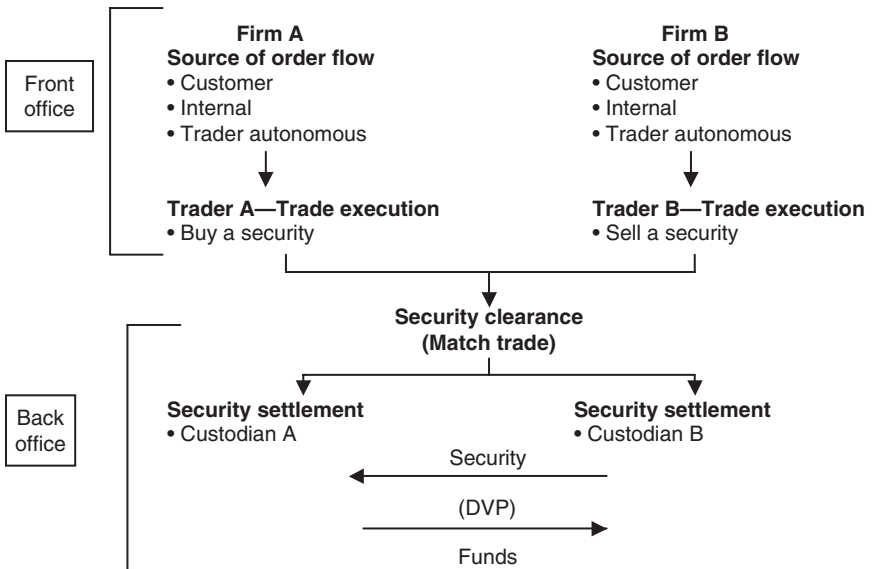 Front
office
Firm A
Source of order flow
• Customer
• Internal
• Trader autonomous
Trader A—Trade execution
• Buy a security
Firm B
Source of order flow
• Customer
• Internal
• Trader autonomous
Trader B—Trade execution
• Sell a security
Security clearance
(Match trade)
Back
office
Security settlement
• Custodian A
Security settlement
• Custodian B
Security
(DVP)
Funds